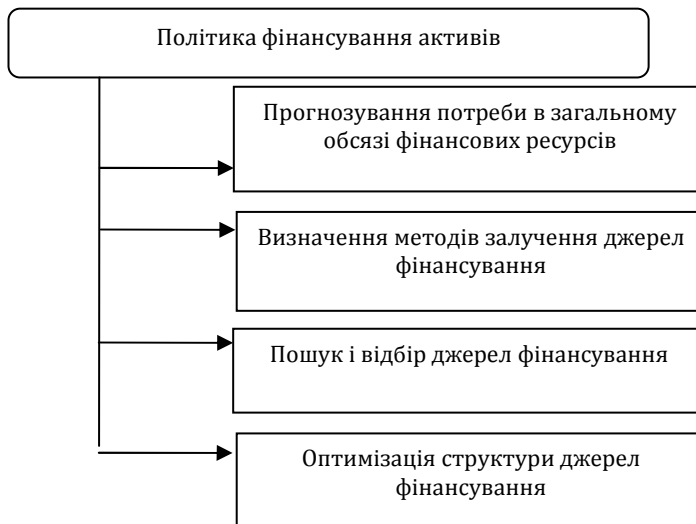 Політика фінансування активів
Прогнозування потреби в загальному
обсязі фінансових ресурсів
Визначення методів залучення джерел
фінансування
Пошук і відбір джерел фінансування
Оптимізація структури джерел
фінансування